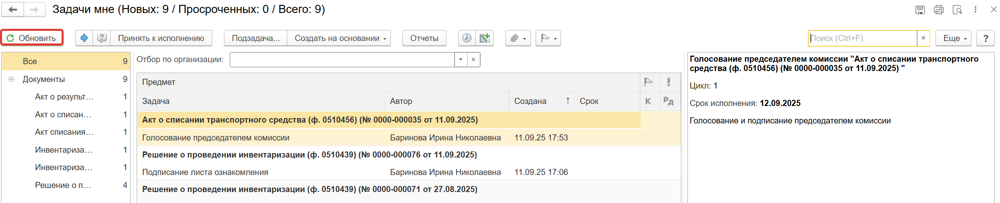 Задачи мне (Новых: 9 / Просроченных: 0 / Всего: 9)
Обновить
Принять к исполнению
Подзадача...
Создать на основании
Отчеты
Поиск (Ctrl+F)
×
Еще
?
Все 9
Документы 9
Акт о результ... 1
Акт о списан... 1
Акт списания... 1
Инвентариза... 1
Инвентариза... 1
Решение о п... 4
Отбор по организации:
Предмет
Задача Автор Создана ↑ Срок К Рд
Акт о списании транспортного средства (ф. 0510456) (№ 0000-000035 от 11.09.2025)
Голосование председателем комиссии Баринова Ирина Николаевна 11.09.25 17:53
Решение о проведении инвентаризации (ф. 0510439) (№ 0000-000076 от 11.09.2025)
Подписание листа ознакомления Баринова Ирина Николаевна 11.09.25 17:06
Решение о проведении инвентаризации (ф. 0510439) (№ 0000-000071 от 27.08.2025)
Голосование председателем комиссии "Акт о списании транспортного
средства (ф. 0510456) (№ 0000-000035 от 11.09.2025) "
Цикл: 1
Срок исполнения: 12.09.2025
Голосование и подписание председателем комиссии